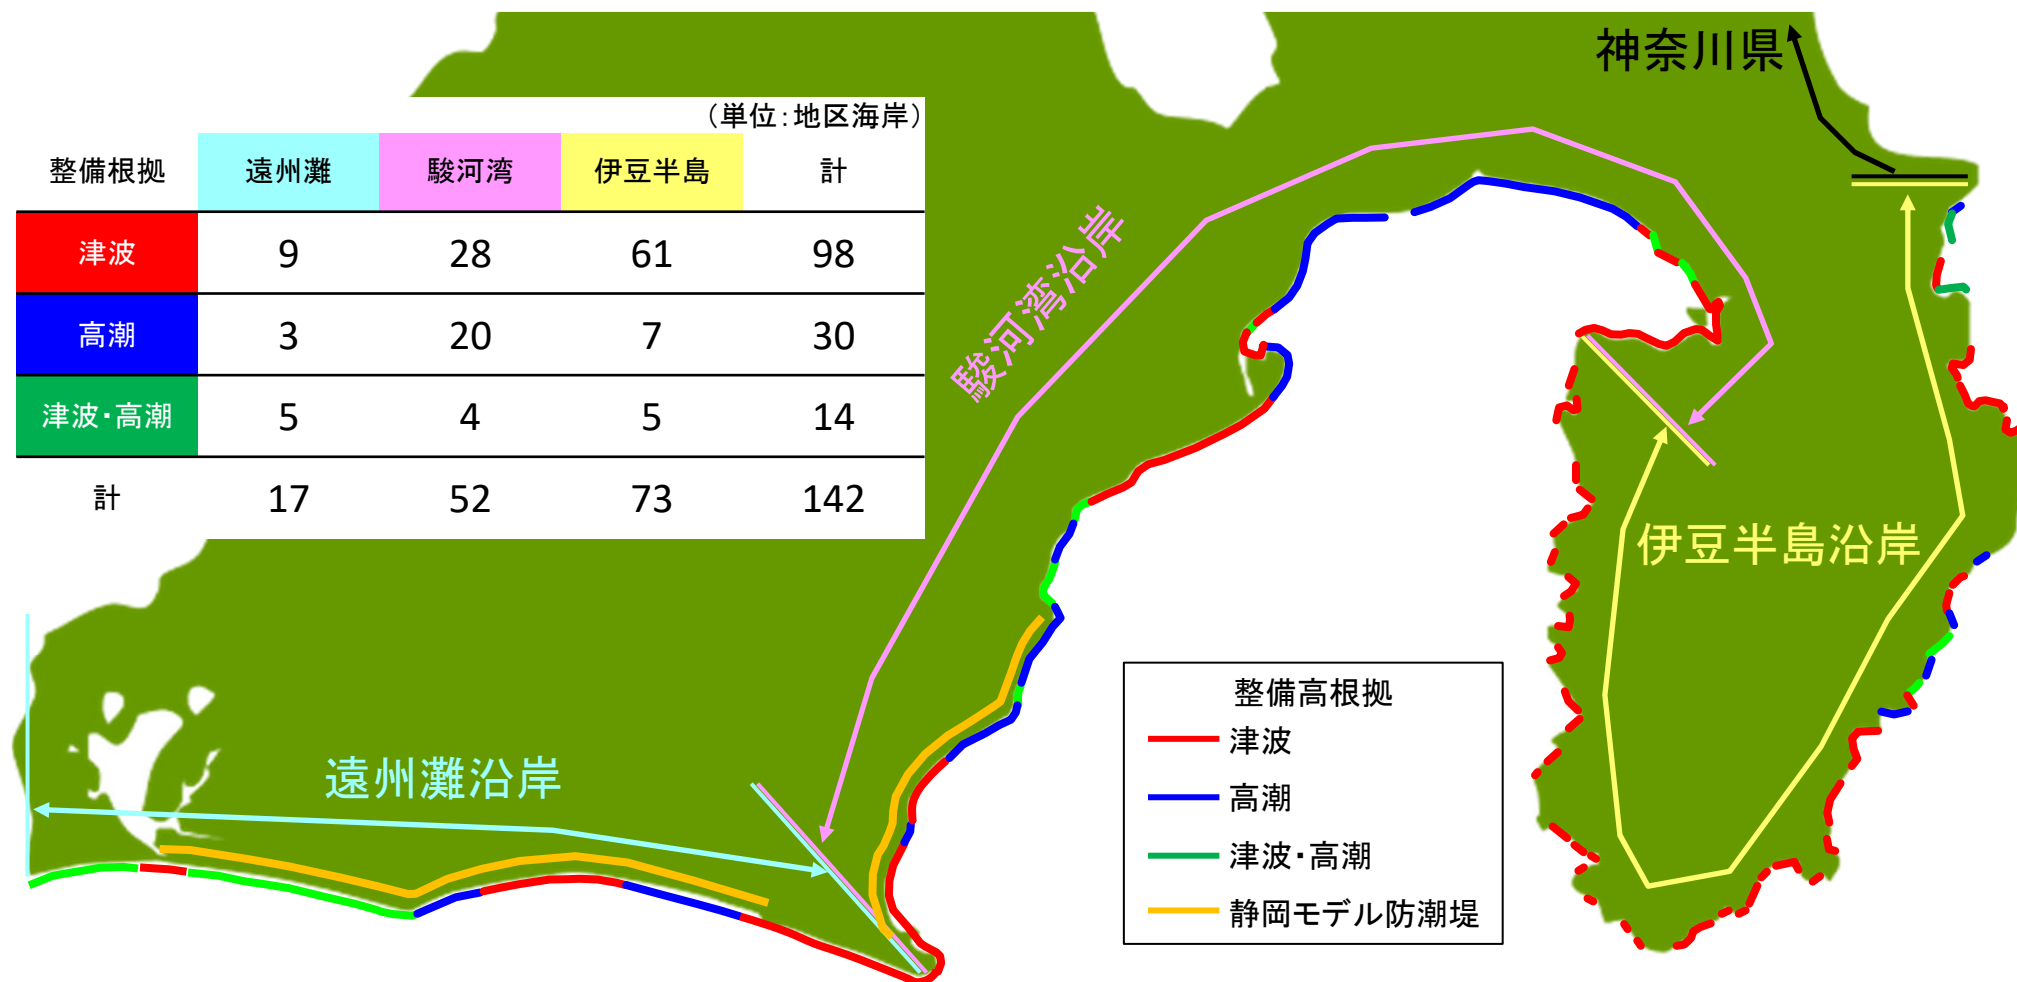 神奈川県
（単位：地区海岸）
整備根拠 遠州灘 駿河湾 伊豆半島 計
津波 9 28 61 98
高潮 3 20 7 30
津波・高潮 5 4 5 14
計 17 52 73 142
駿河湾沿岸
伊豆半島沿岸
遠州灘沿岸
整備高根拠
津波
高潮
津波・高潮
静岡モデル防潮堤